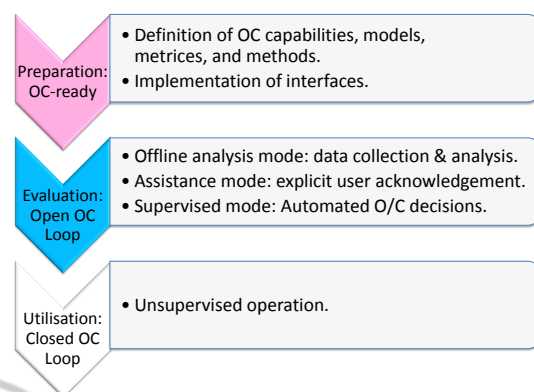 Preparation:
OC-ready
• Definition of OC capabilities, models,
metrices, and methods.
• Implementation of interfaces.
Evaluation:
Open OC
Loop
• Offline analysis mode: data collection & analysis.
• Assistance mode: explicit user acknowledgement.
• Supervised mode: Automated O/C decisions.
Utilisation:
Closed OC
Loop
• Unsupervised operation.